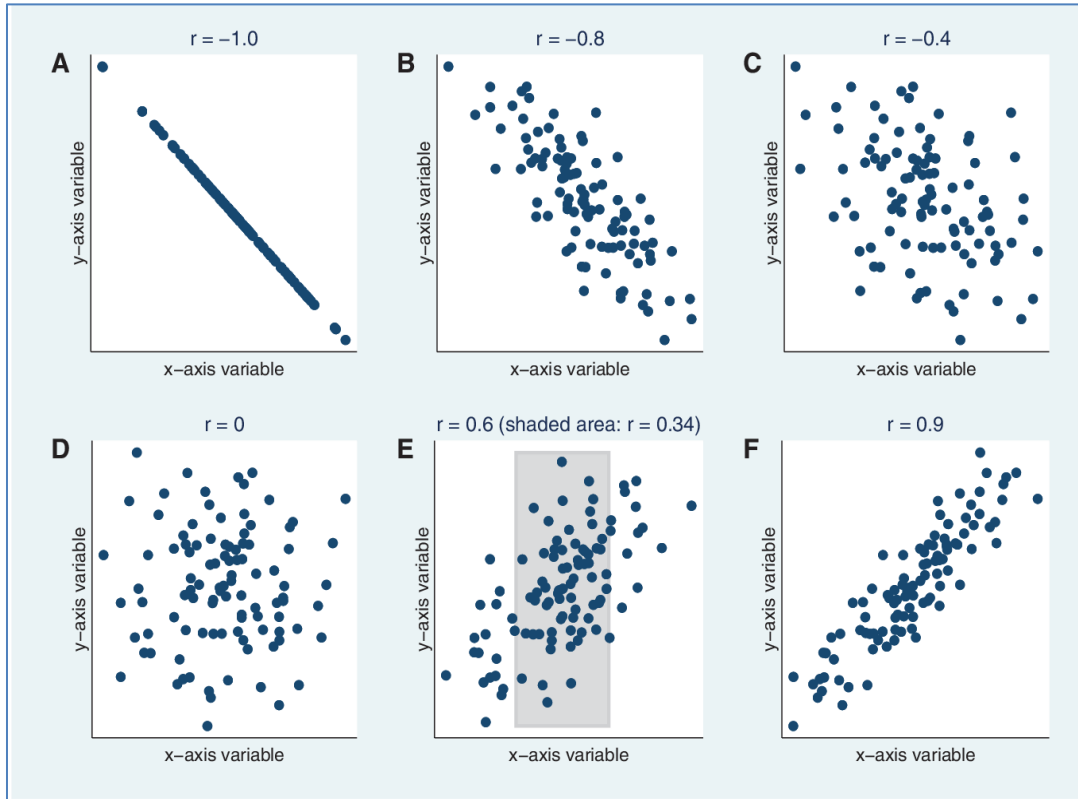 r = −1.0
r = −0.8
r = −0.4
A
B
C
y−axis variable
y−axis variable
y−axis variable
x−axis variable
x−axis variable
x−axis variable
r = 0
r = 0.6 (shaded area: r = 0.34)
r = 0.9
D
E
F
y−axis variable
y−axis variable
y−axis variable
x−axis variable
x−axis variable
x−axis variable